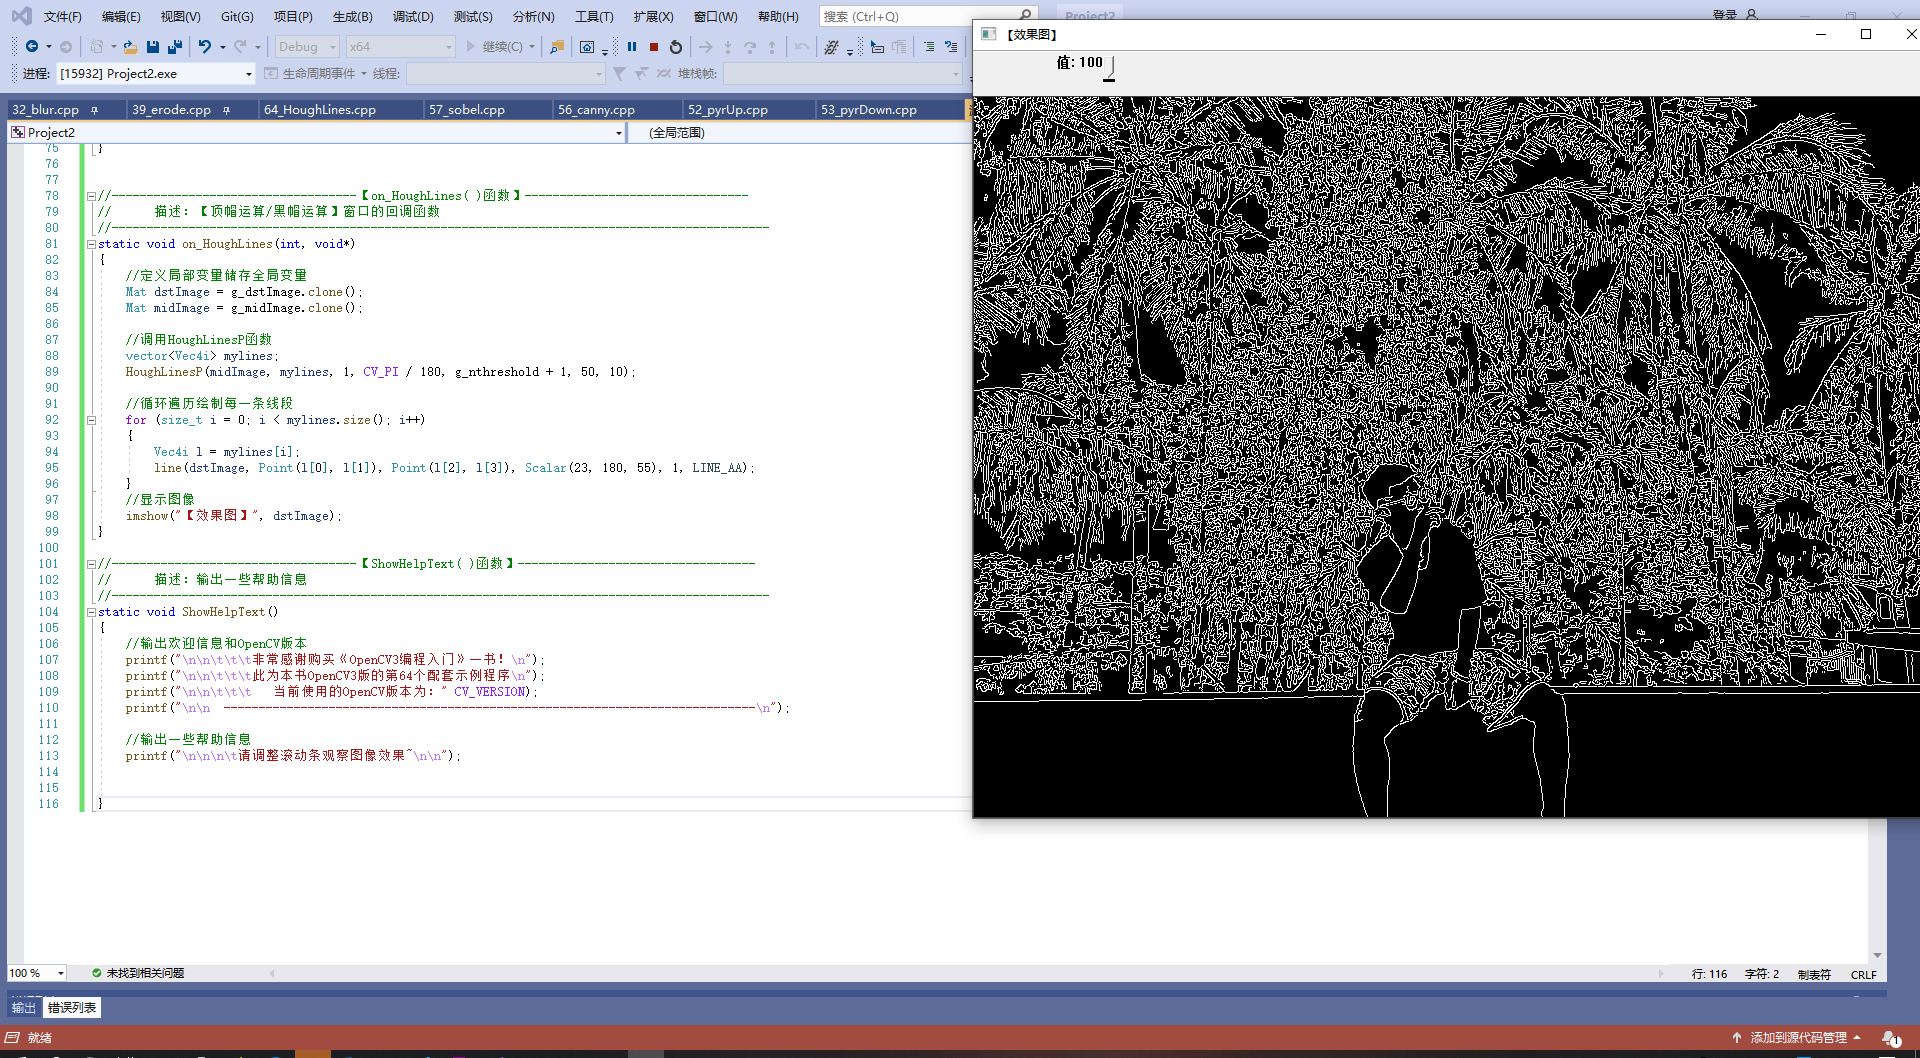 文件(F) 编辑(E) 视图(V) Git(G) 项目(P) 生成(B) 调试(D) 测试(S) 分析(N) 工具(T) 扩展(X) 窗口(W) 帮助(H) 搜索 (Ctrl+Q) Project2 登录
Debug x64 继续(C)
进程: [15932] Project2.exe 生命周期事件 线程: 堆栈帧:
【效果图】
值: 100
32_blur.cpp 39_erode.cpp 64_HoughLines.cpp 57_sobel.cpp 56_canny.cpp 52_pyrUp.cpp 53_pyrDown.cpp
Project2 (全局范围)
75 }
76
77
78 //-----------------------------------【on_HoughLines( )函数】--------------------------------
79 // 描述:【顶帽运算/黑帽运算】窗口的回调函数
80 //----------------------------------------------------------------------------------------------
81 static void on_HoughLines(int, void*)
82 {
83 //定义局部变量储存全局变量
84 Mat dstImage = g_dstImage.clone();
85 Mat midImage = g_midImage.clone();
86
87 //调用HoughLinesP函数
88 vector<Vec4i> mylines;
89 HoughLinesP(midImage, mylines, 1, CV_PI / 180, g_nthreshold + 1, 50, 10);
90
91 //循环遍历绘制每一条线段
92 for (size_t i = 0; i < mylines.size(); i++)
93 {
94 Vec4i l = mylines[i];
95 line(dstImage, Point(l[0], l[1]), Point(l[2], l[3]), Scalar(23, 180, 55), 1, LINE_AA);
96 }
97 //显示图像
98 imshow("【效果图】", dstImage);
99 }
100
101 //-----------------------------------【ShowHelpText( )函数】----------------------------------
102 // 描述: 输出一些帮助信息
103 //----------------------------------------------------------------------------------------------
104 static void ShowHelpText()
105 {
106 //输出欢迎信息和OpenCV版本
107 printf("\n\n\t\t\t非常感谢购买《OpenCV3编程入门》一书! \n");
108 printf("\n\n\t\t\t此为本书OpenCV3版的第64个配套示例程序\n");
109 printf("\n\n\t\t\t 当前使用的OpenCV版本为: " CV_VERSION);
110 printf("\n\n ----------------------------------------------------------------------------\n");
111
112 //输出一些帮助信息
113 printf("\n\n\n\t请调整滚动条观察图像效果~\n\n");
114
115
116 }
100 % 未找到相关问题 行: 116 字符: 2 制表符 CRLF
输出 错误列表
就绪 添加到源代码管理 1